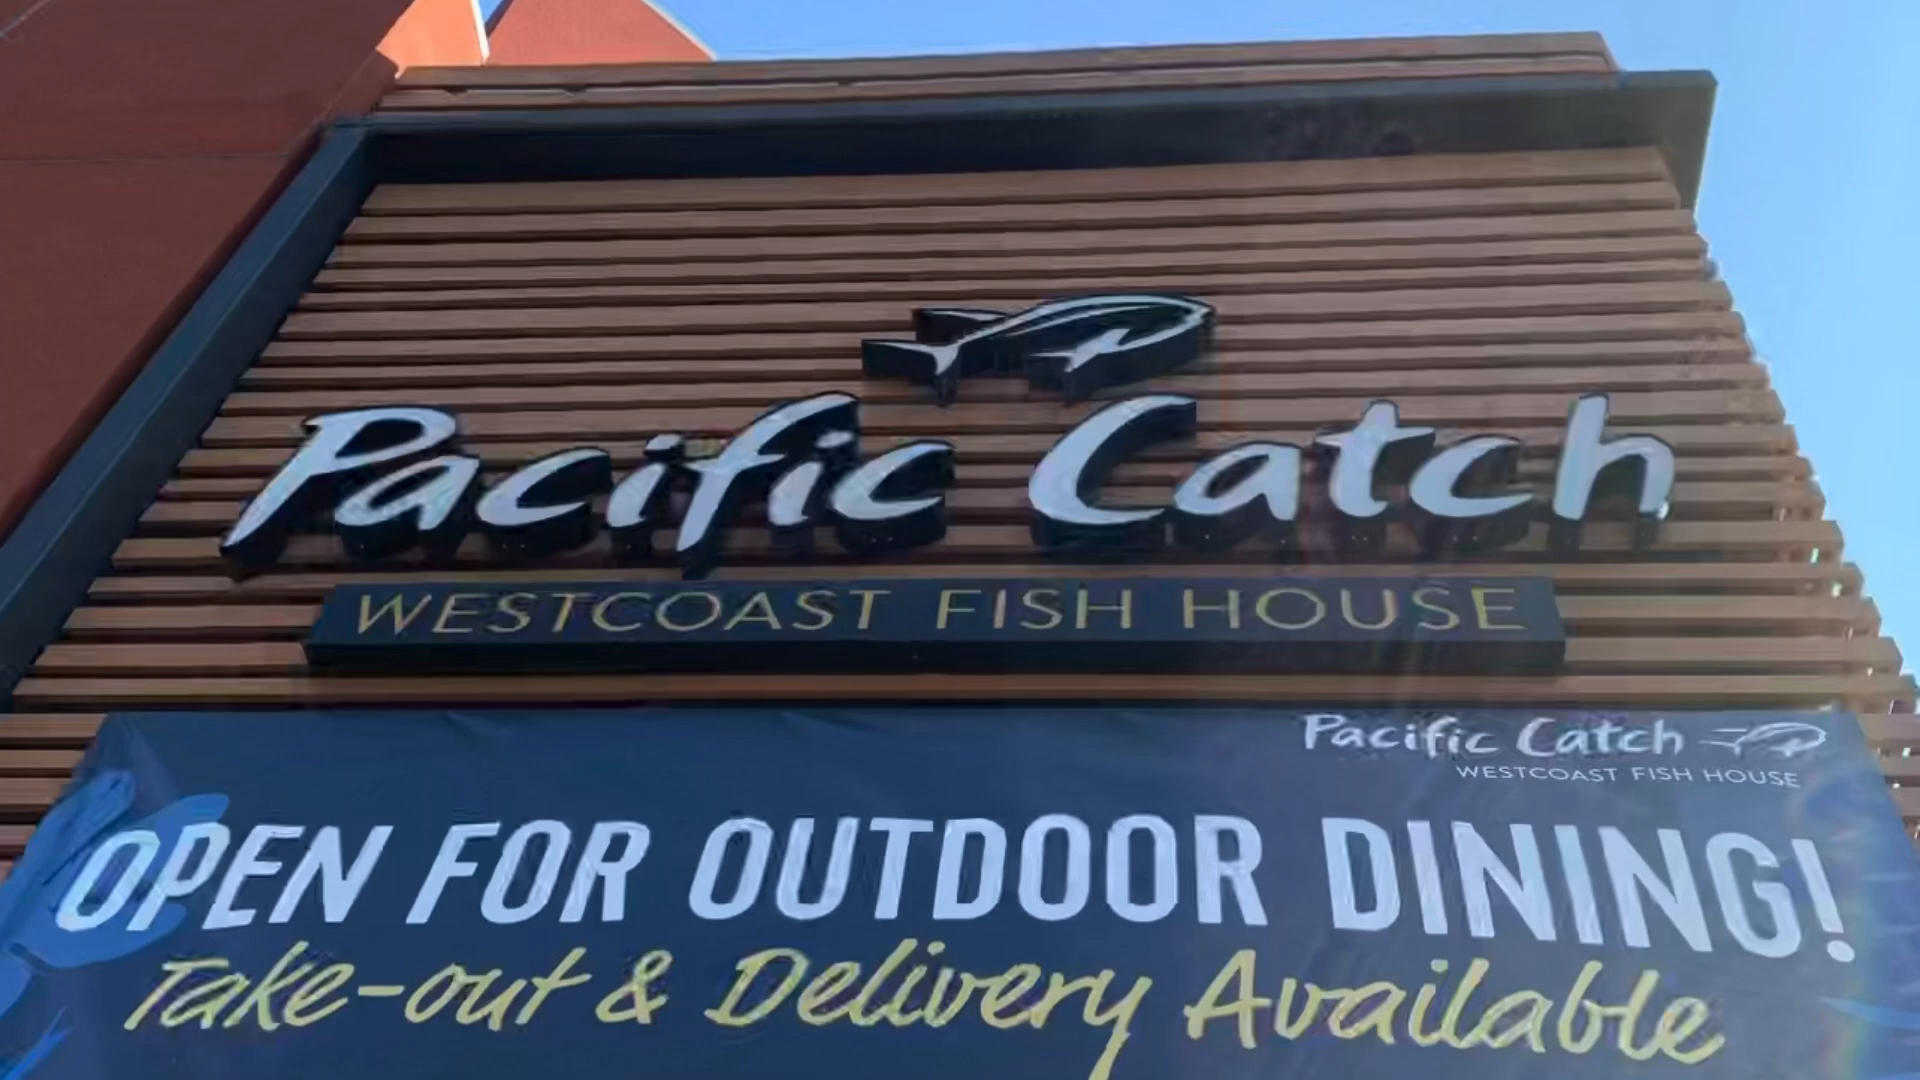 Pacific Catch
WESTCOAST FISH HOUSE
Pacific Catch
WESTCOAST FISH HOUSE
OPEN FOR OUTDOOR DINING!
Take-out & Delivery Available